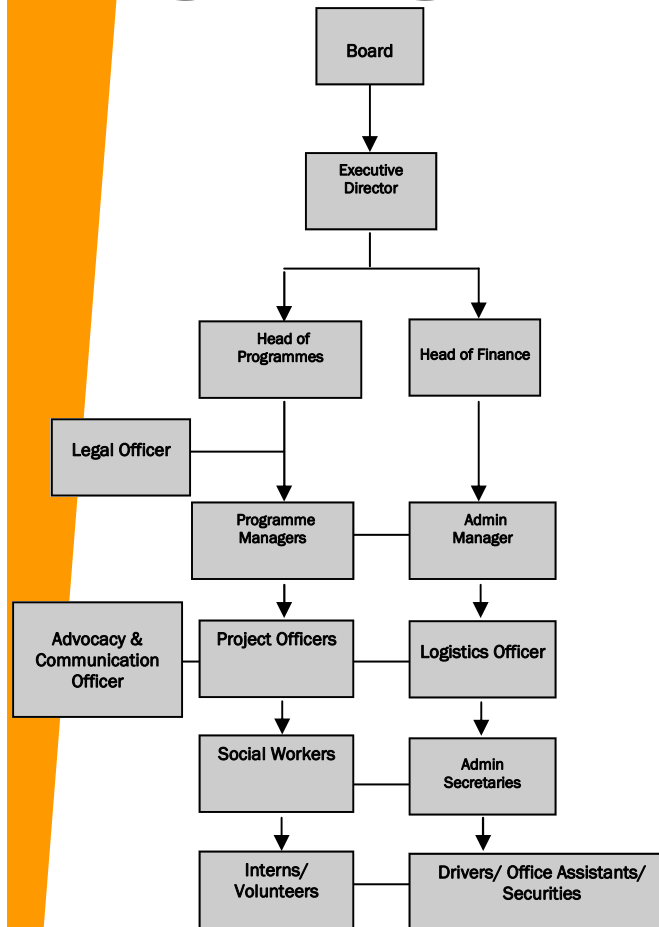 Board
Executive
Director
Head of
Programmes
Head of Finance
Legal Officer
Programme
Managers
Admin
Manager
Advocacy &
Communication
Officer
Project Officers
Logistics Officer
Social Workers
Admin
Secretaries
Interns/
Volunteers
Drivers/ Office Assistants/
Securities